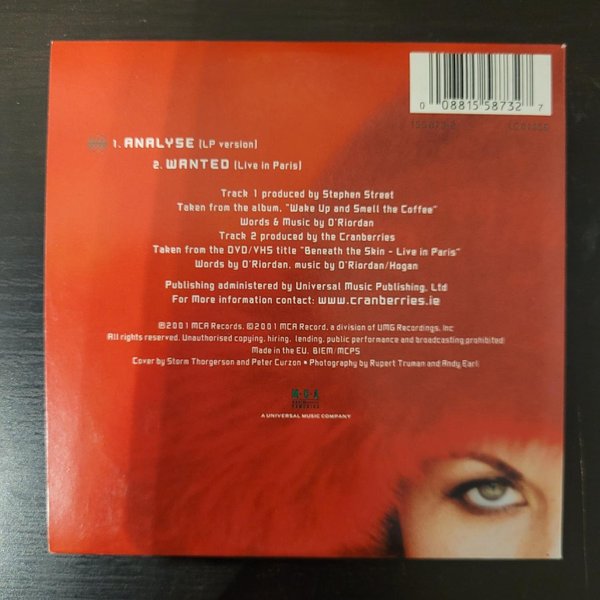 0 08815 58732 7
1. ANALYSE (LP version)
2. WANTED (Live in Paris)
Track 1 produced by Stephen Street
Taken from the album, "Wake Up and Smell the Coffee"
Words & Music by O'Riordan
Track 2 produced by the Cranberries
Taken from the DVD/VHS title "Beneath the Skin - Live in Paris"
Words by O'Riordan, music by O'Riordan/Hogan
Publishing administered by Universal Music Publishing, Ltd
For More information contact: www.cranberries.ie
℗2001 MCA Records. ©2001 MCA Record, a division of UMG Recordings, Inc
(All rights reserved. Unauthorised copying, hiring, lending, public performance and broadcasting prohibited)
Made in the EU. BIEM/MCPS
Cover by Storm Thorgerson and Peter Curzon • Photography by Rupert Truman and Andy Earl
M·C·A
A UNIVERSAL MUSIC COMPANY